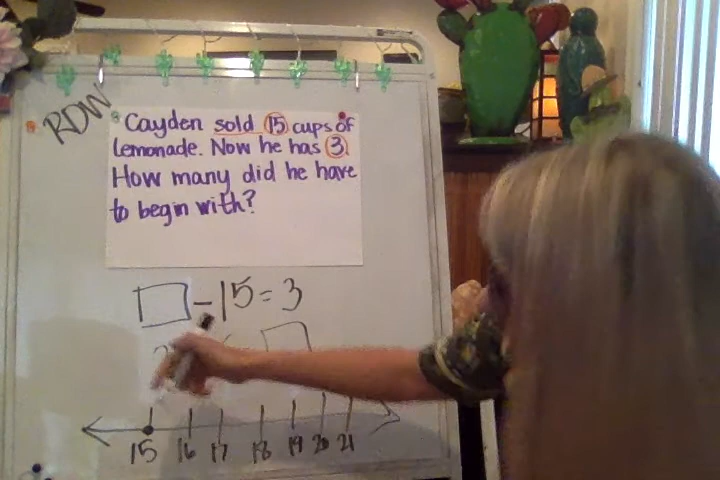 RDW
Cayden sold 15 cups of
lemonade. Now he has 3.
How many did he have
to begin with?
- 15 = 3
15 16 17 18 19 20 21